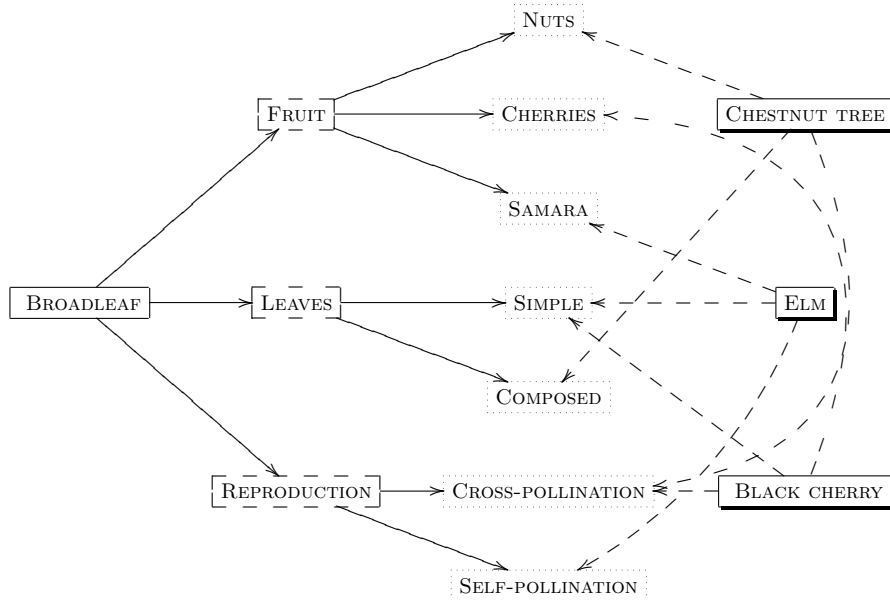 NUTS
FRUIT
CHERRIES
CHESTNUT TREE
SAMARA
BROADLEAF
LEAVES
SIMPLE
ELM
COMPOSED
REPRODUCTION
CROSS-POLLINATION
BLACK CHERRY
SELF-POLLINATION